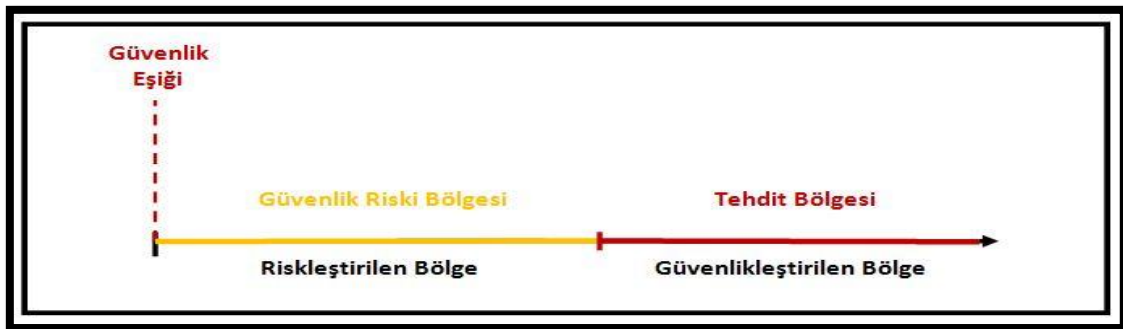 Güvenlik
Eşiği
Güvenlik Riski Bölgesi
Tehdit Bölgesi
Riskleştirilen Bölge
Güvenlikleştirilen Bölge